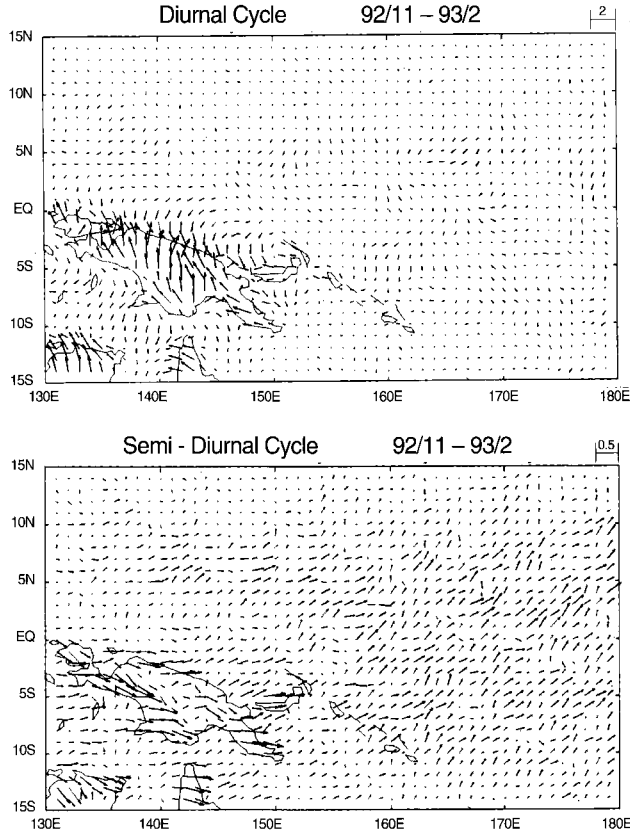 Diurnal Cycle 92/11 – 93/2
2
15N
10N
5N
EQ
5S
10S
15S
130E 140E 150E 160E 170E 180E
Semi - Diurnal Cycle 92/11 – 93/2
0.5
15N
10N
5N
EQ
5S
10S
15S
130E 140E 150E 160E 170E 180E